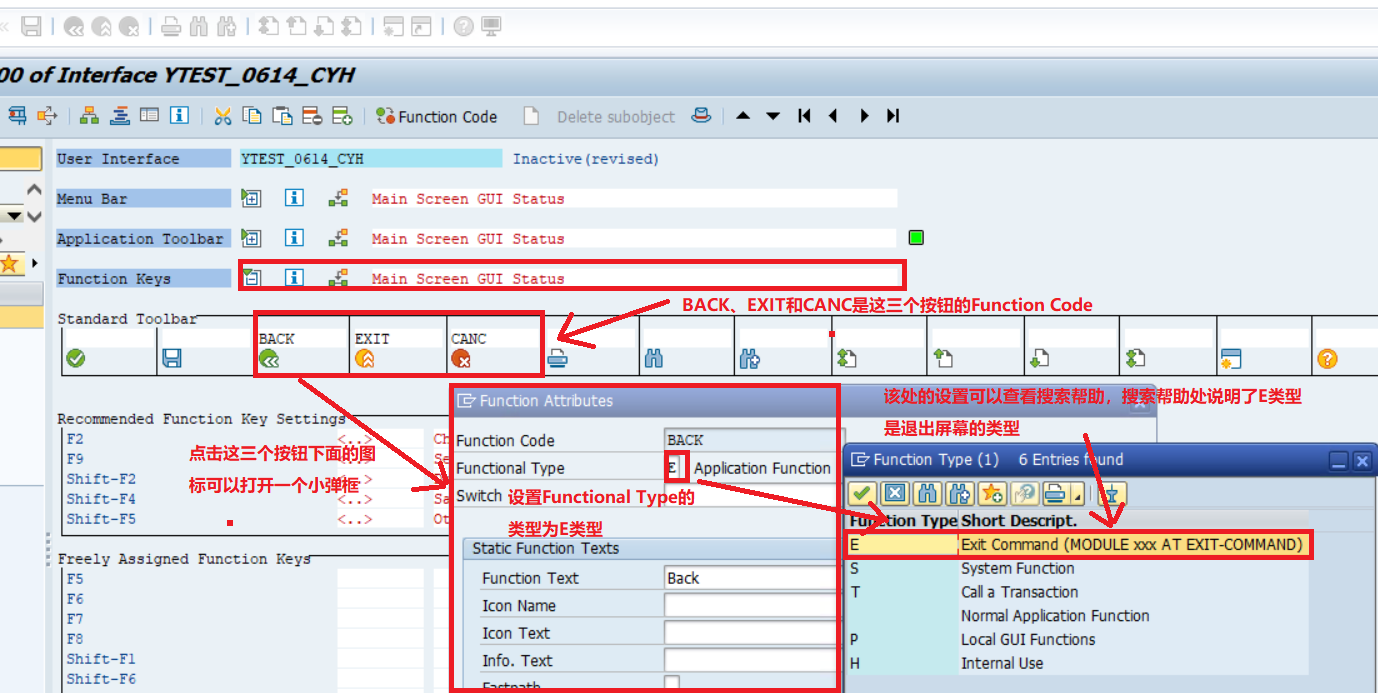 00 of Interface YTEST_0614_CYH
Function Code
Delete subobject
User Interface YTEST_0614_CYH Inactive(revised)
Menu Bar Main Screen GUI Status
Application Toolbar Main Screen GUI Status
Function Keys Main Screen GUI Status
BACK、EXIT和CANC是这三个按钮的Function Code
Standard Toolbar
BACK EXIT CANC
Recommended Function Key Settings
F2 <..> Ch
F9 <..> Se
Shift-F2 <..>
Shift-F4 <..> Sa
Shift-F5 <..> Ot
点击这三个按钮下面的图
标可以打开一个小弹框
Freely Assigned Function Keys
F5
F6
F7
F8
Shift-F1
Shift-F6
Function Attributes
Function Code BACK
Functional Type E Application Function
Switch
设置Functional Type的
类型为E类型
Static Function Texts
Function Text Back
Icon Name
Icon Text
Info. Text
Fastpath
该处的设置可以查看搜索帮助，搜索帮助处说明了E类型
是退出屏幕的类型
Function Type (1) 6 Entries found
Function Type Short Descript.
E Exit Command (MODULE xxx AT EXIT-COMMAND)
S System Function
T Call a Transaction
Normal Application Function
P Local GUI Functions
H Internal Use